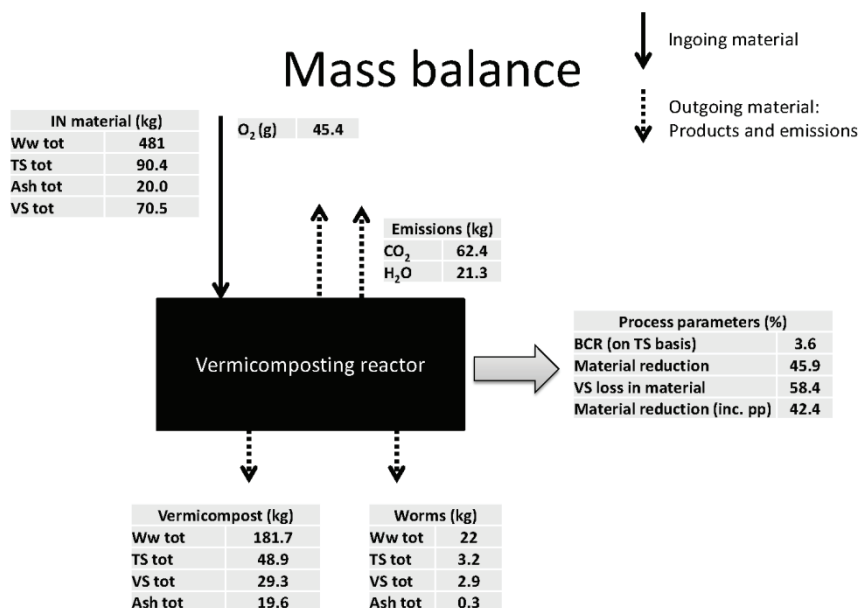 Mass balance
Ingoing material
Outgoing material:
Products and emissions
IN material (kg)
Ww tot 481
TS tot 90.4
Ash tot 20.0
VS tot 70.5
O₂ (g) 45.4
Emissions (kg)
CO₂ 62.4
H₂O 21.3
Vermicomposting reactor
Process parameters (%)
BCR (on TS basis) 3.6
Material reduction 45.9
VS loss in material 58.4
Material reduction (inc. pp) 42.4
Vermicompost (kg)
Ww tot 181.7
TS tot 48.9
VS tot 29.3
Ash tot 19.6
Worms (kg)
Ww tot 22
TS tot 3.2
VS tot 2.9
Ash tot 0.3